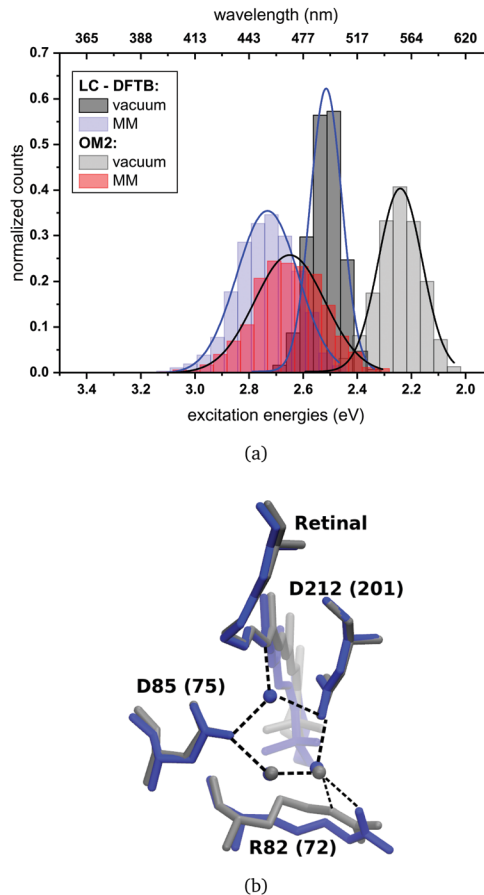 wavelength (nm)
365 388 413 443 477 517 564 620
0.7
0.6
0.5
0.4
0.3
0.2
0.1
0.0
normalized counts
LC - DFTB:
vacuum
MM
OM2:
vacuum
MM
3.4 3.2 3.0 2.8 2.6 2.4 2.2 2.0
excitation energies (eV)
(a)
Retinal
D212 (201)
D85 (75)
R82 (72)
(b)